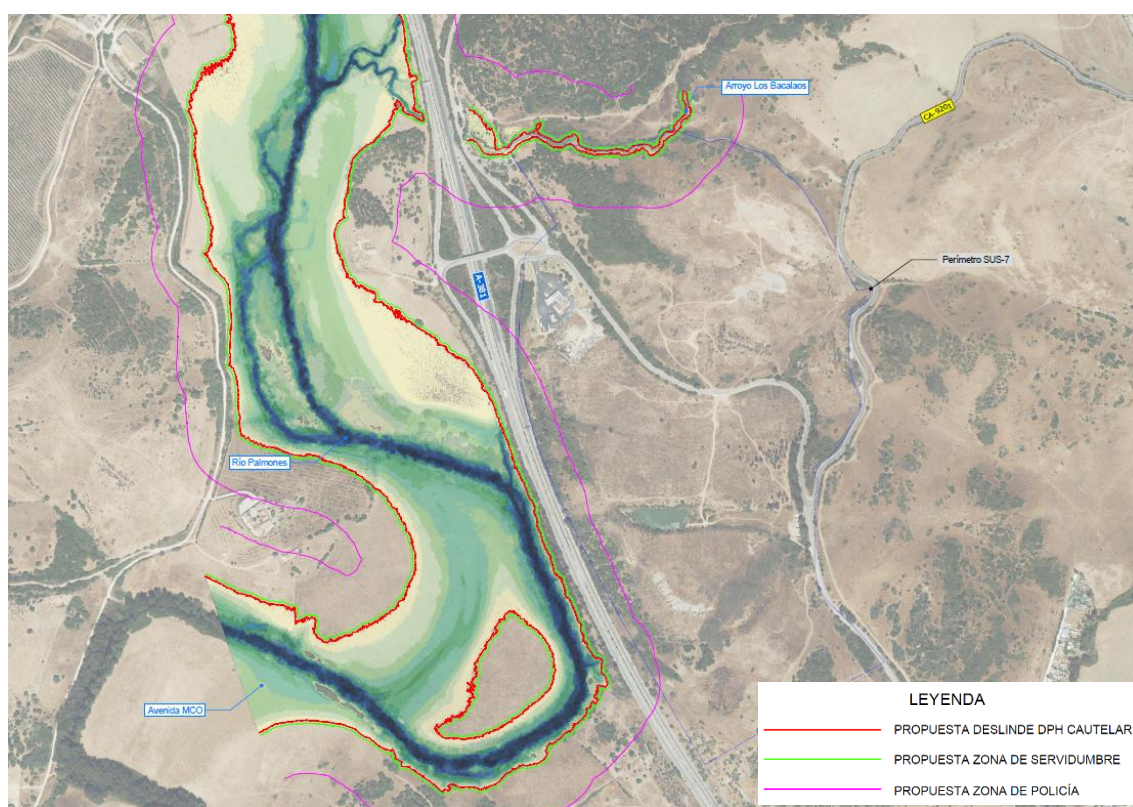 Arroyo Los Bacalaos
CA-9201
Perímetro SUS-7
A-381
Río Palmones
Avenida MCO
LEYENDA
PROPUESTA DESLINDE DPH CAUTELAR
PROPUESTA ZONA DE SERVIDUMBRE
PROPUESTA ZONA DE POLICÍA